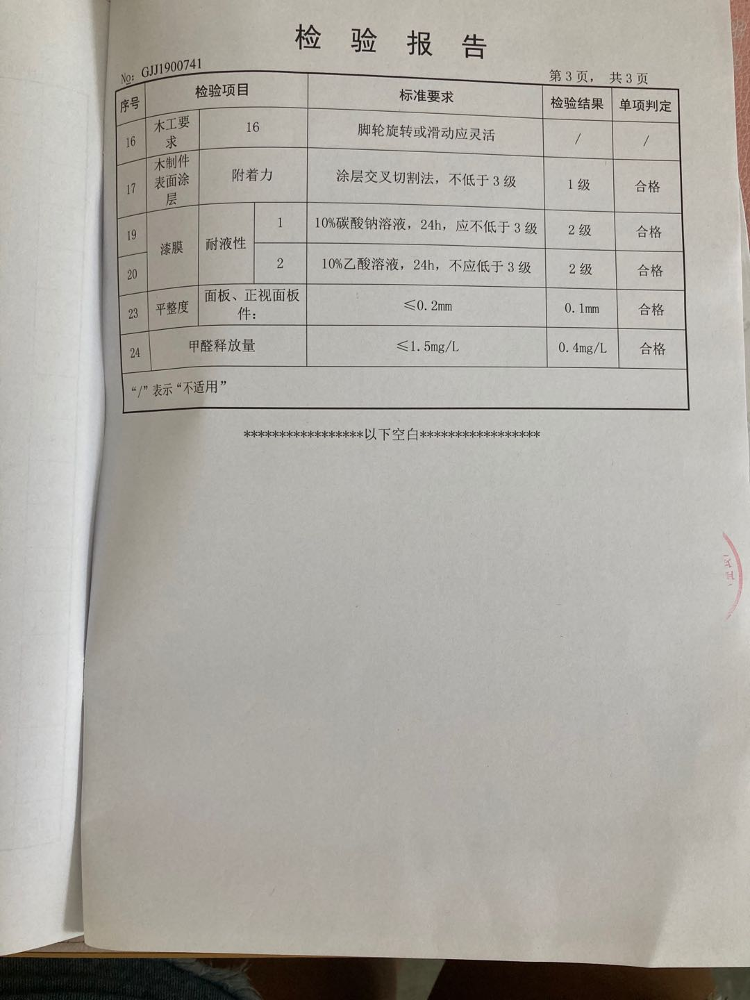 检 验 报 告
No: GJJ1900741
第 3 页， 共 3 页
序号 检验项目 标准要求 检验结果 单项判定
16 木工要求 16 脚轮旋转或滑动应灵活 / /
17 木制件表面涂层 附着力 涂层交叉切割法，不低于 3 级 1 级 合格
19 漆膜 耐液性 1 10%碳酸钠溶液，24h，应不低于 3 级 2 级 合格
20 2 10%乙酸溶液，24h，不应低于 3 级 2 级 合格
23 平整度 面板、正视面板件： ≤0.2mm 0.1mm 合格
24 甲醛释放量 ≤1.5mg/L 0.4mg/L 合格
“/”表示“不适用”
*****************以下空白*****************